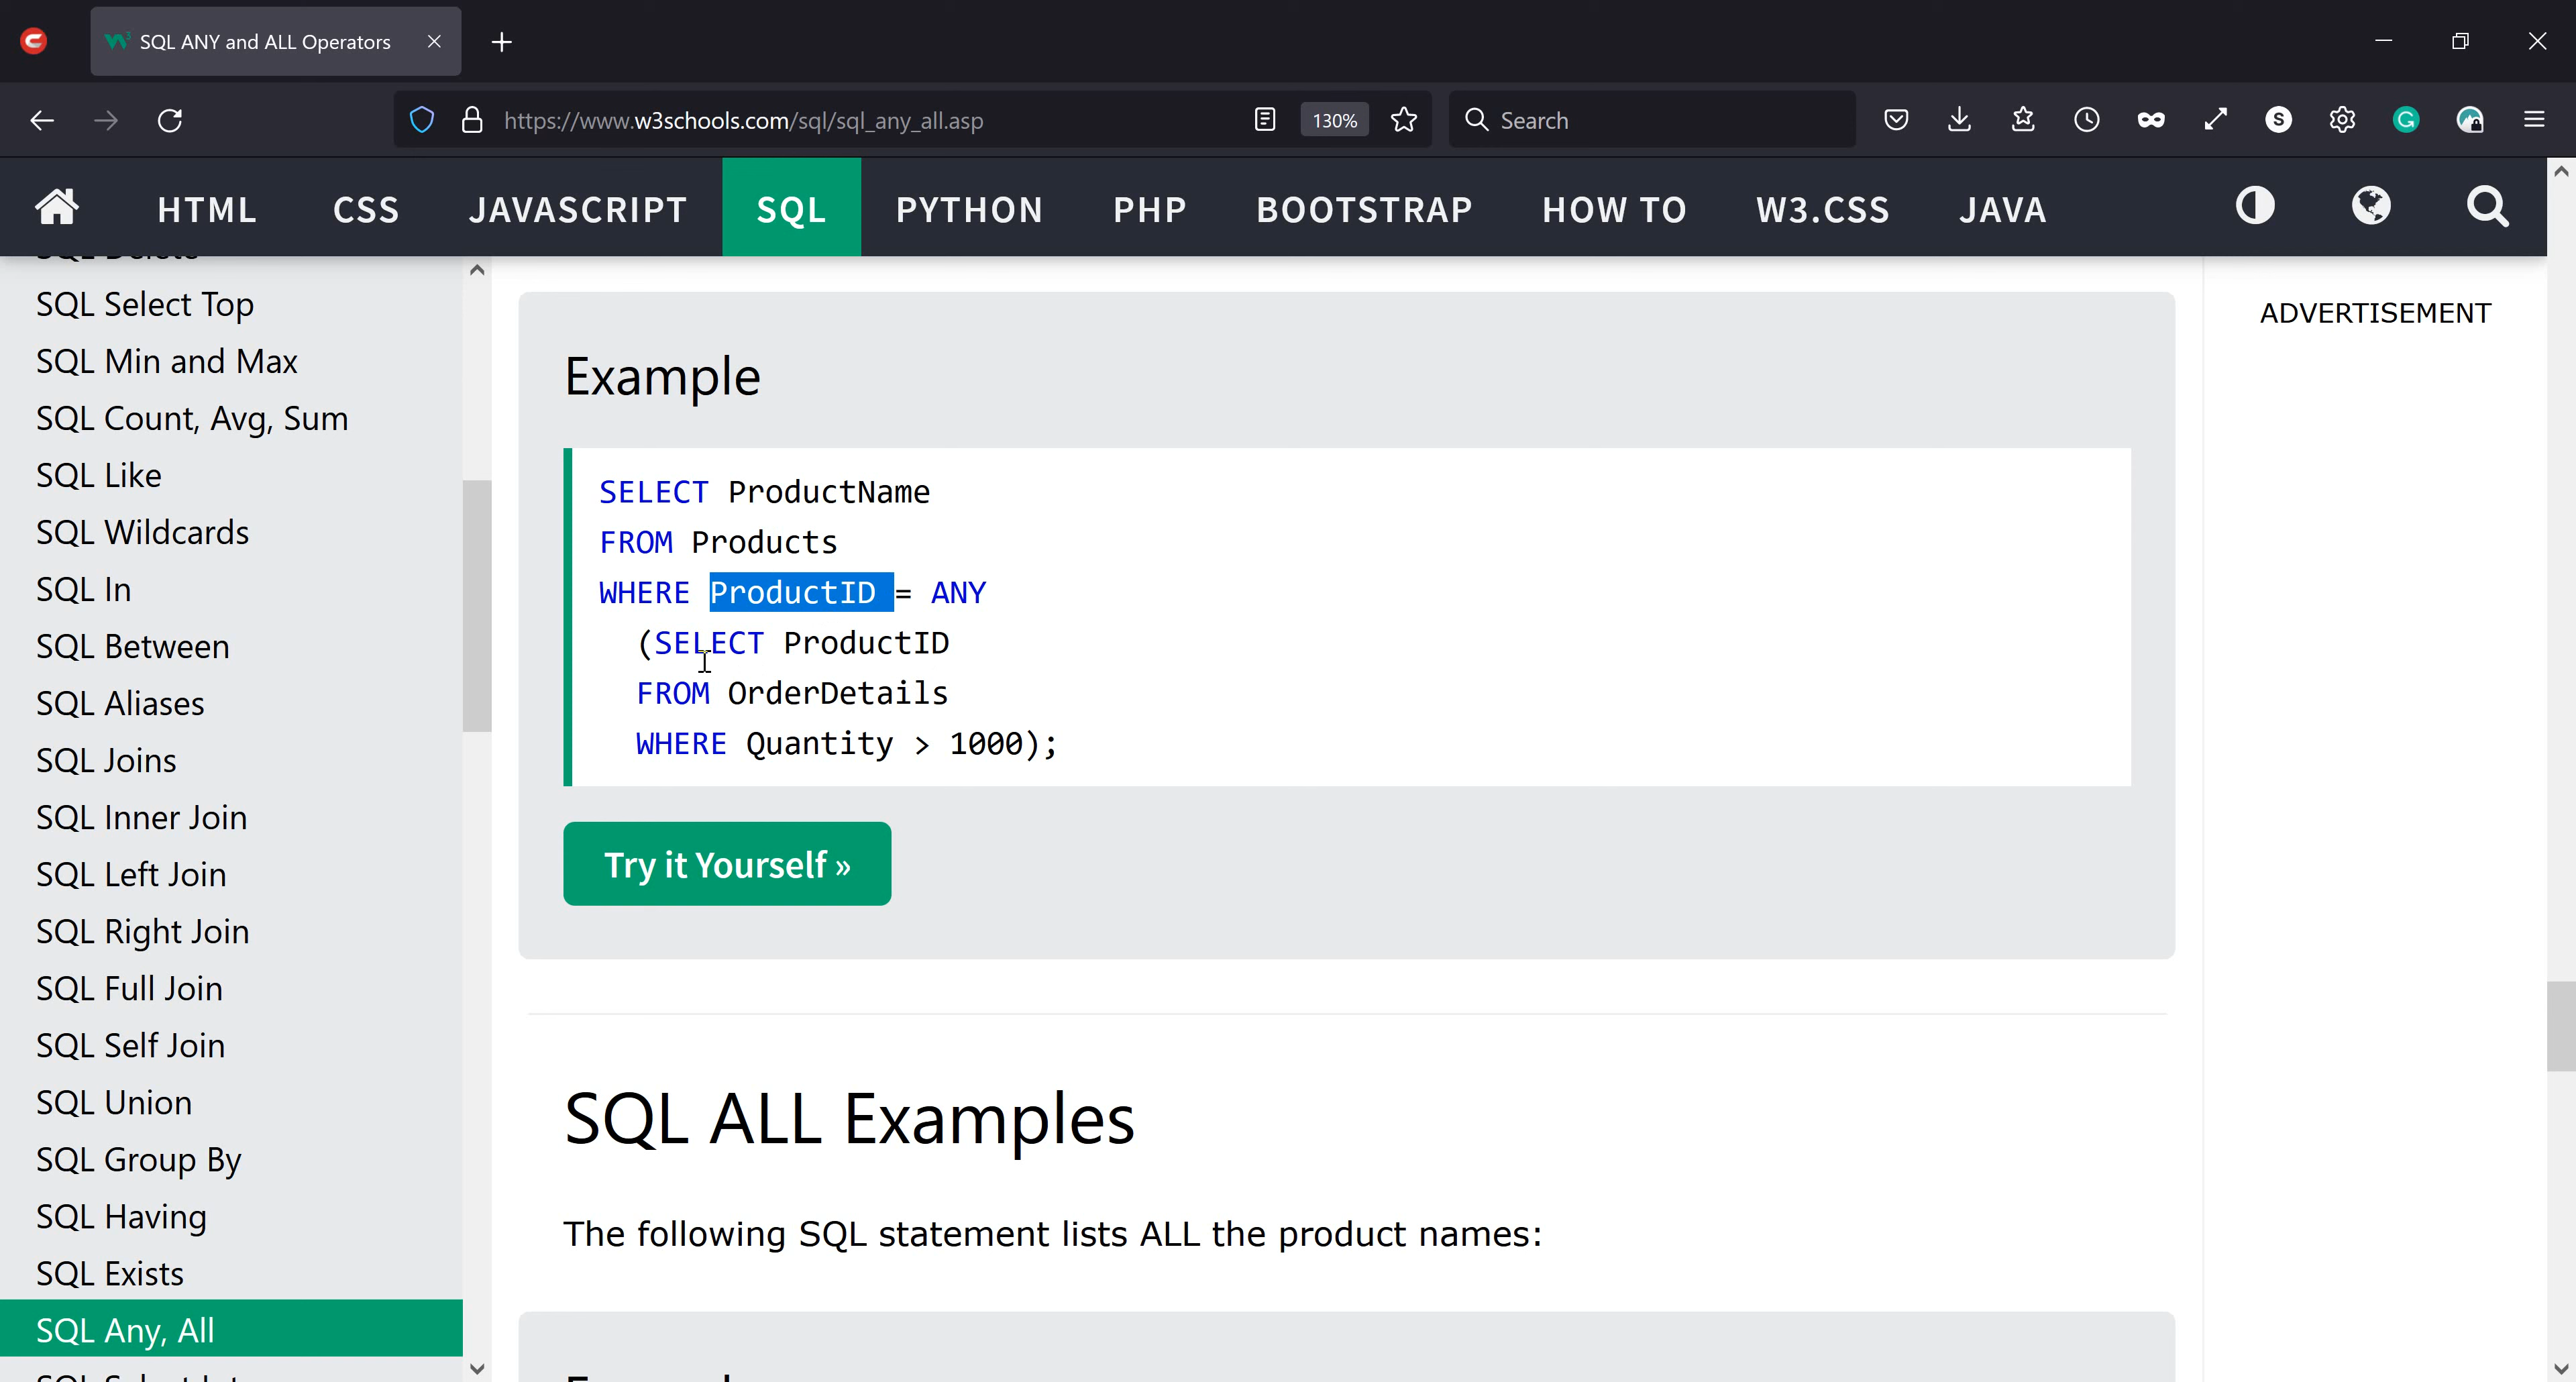 SQL ANY and ALL Operators
https://www.w3schools.com/sql/sql_any_all.asp
130%
Search
HTML CSS JAVASCRIPT SQL PYTHON PHP BOOTSTRAP HOW TO W3.CSS JAVA
SQL Delete
SQL Select Top
SQL Min and Max
SQL Count, Avg, Sum
SQL Like
SQL Wildcards
SQL In
SQL Between
SQL Aliases
SQL Joins
SQL Inner Join
SQL Left Join
SQL Right Join
SQL Full Join
SQL Self Join
SQL Union
SQL Group By
SQL Having
SQL Exists
SQL Any, All
Example
SELECT ProductName
FROM Products
WHERE ProductID = ANY
(SELECT ProductID
FROM OrderDetails
WHERE Quantity > 1000);
Try it Yourself »
SQL ALL Examples
The following SQL statement lists ALL the product names:
ADVERTISEMENT